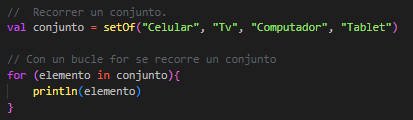 //  Recorrer un conjunto.
val conjunto = setOf("Celular", "Tv", "Computador", "Tablet")

// Con un bucle for se recorre un conjunto
for (elemento in conjunto){
    println(elemento)
}